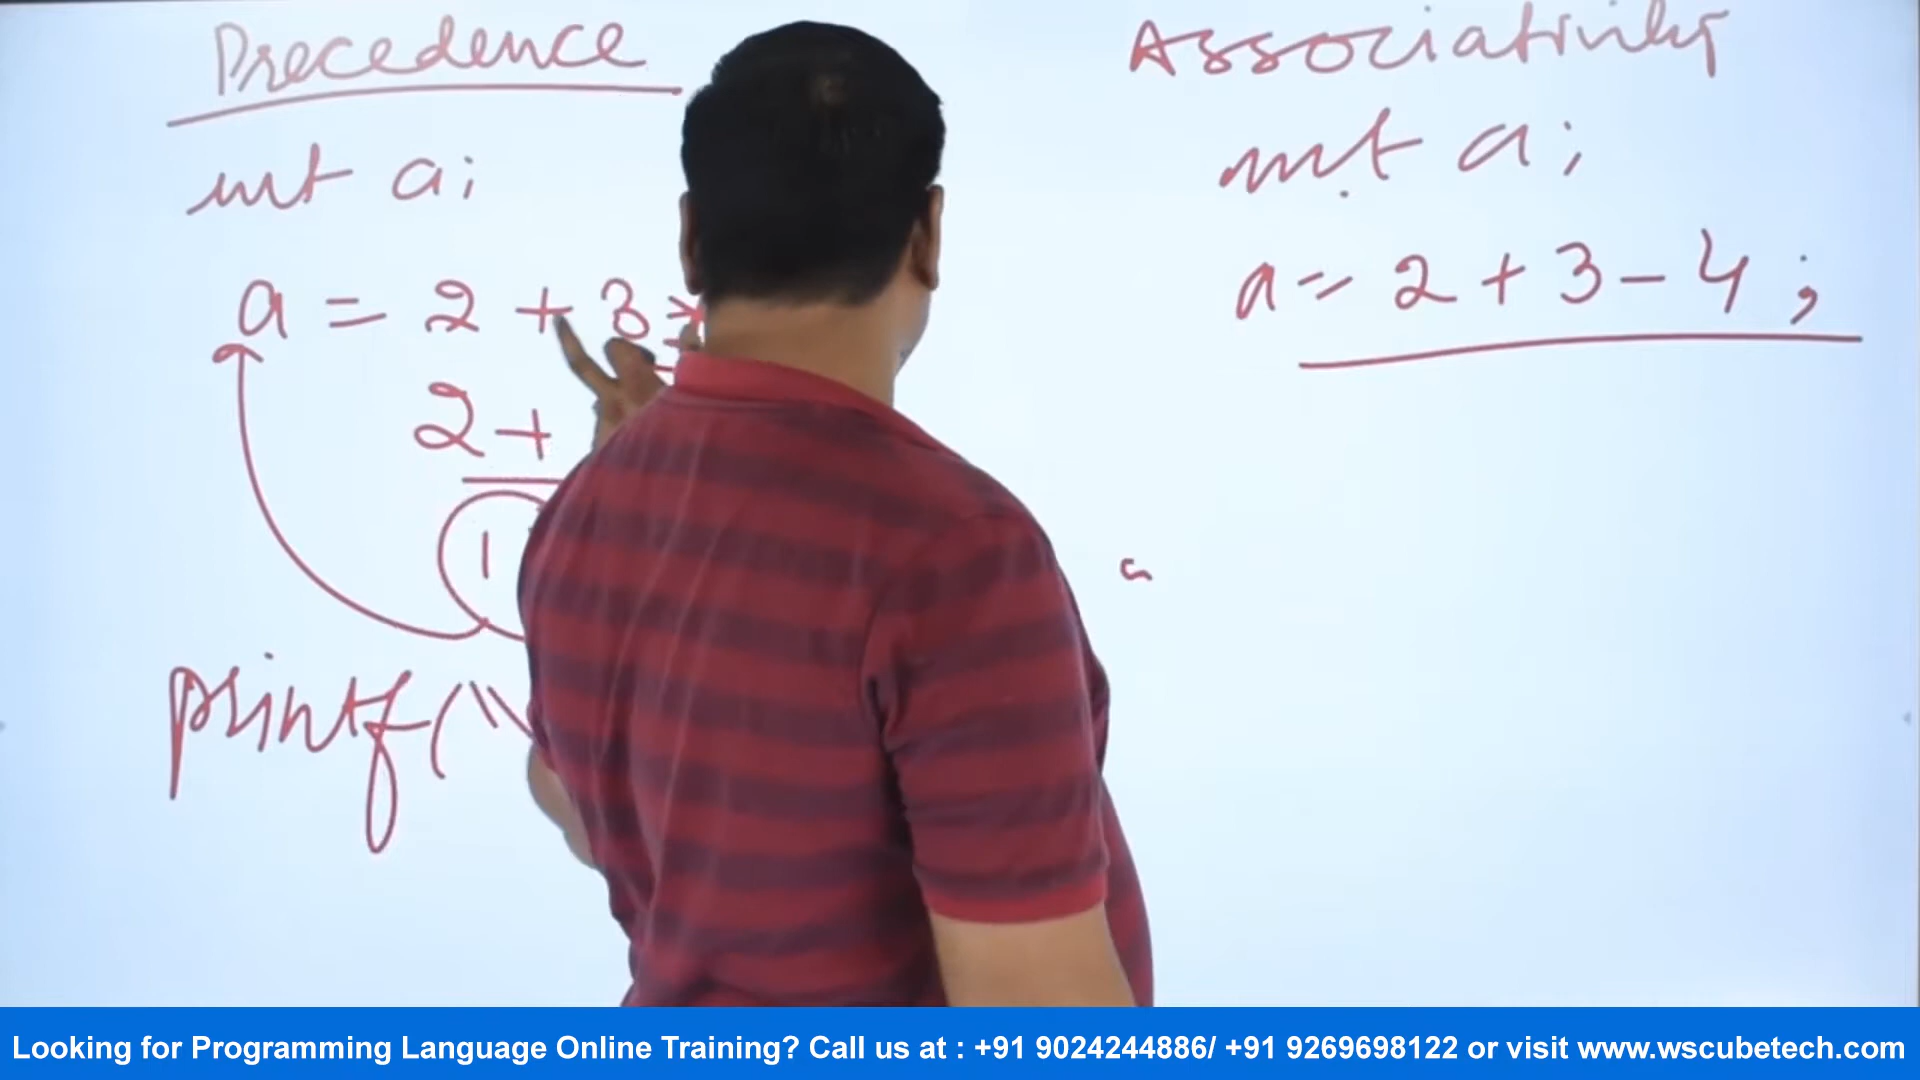 Precedence
int a;
a = 2 + 3 *
2 +
1
printf("
Associativity
int a;
a = 2 + 3 - 4 ;
Looking for Programming Language Online Training? Call us at : +91 9024244886/ +91 9269698122 or visit www.wscubetech.com